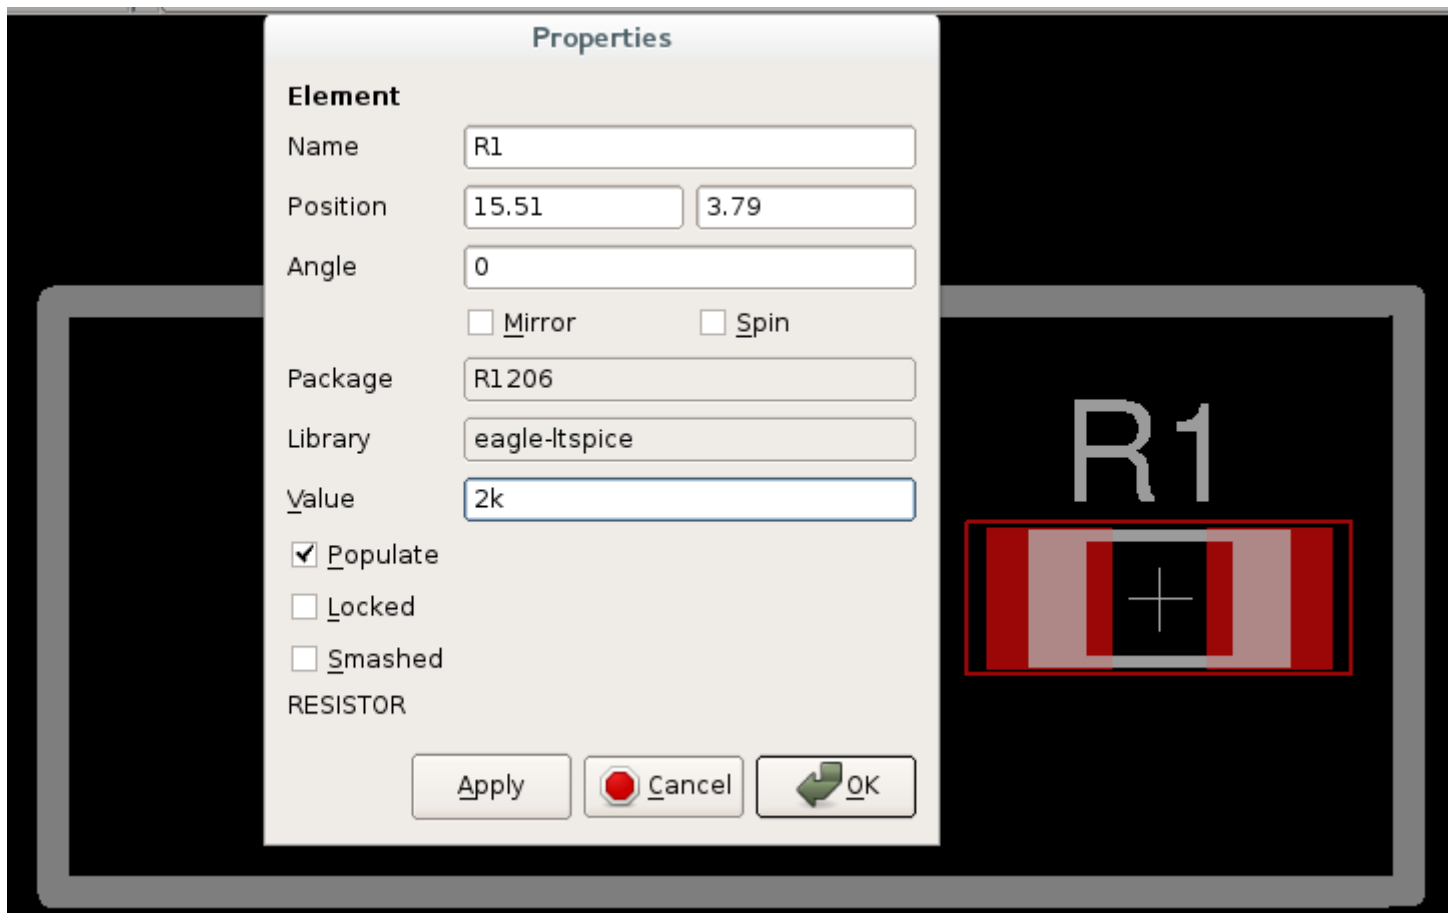 Properties
Element
Name R1
Position 15.51 3.79
Angle 0
Mirror Spin
Package R1206
Library eagle-ltspice
Value 2k
Populate
Locked
Smashed
RESISTOR
Apply Cancel OK
R1